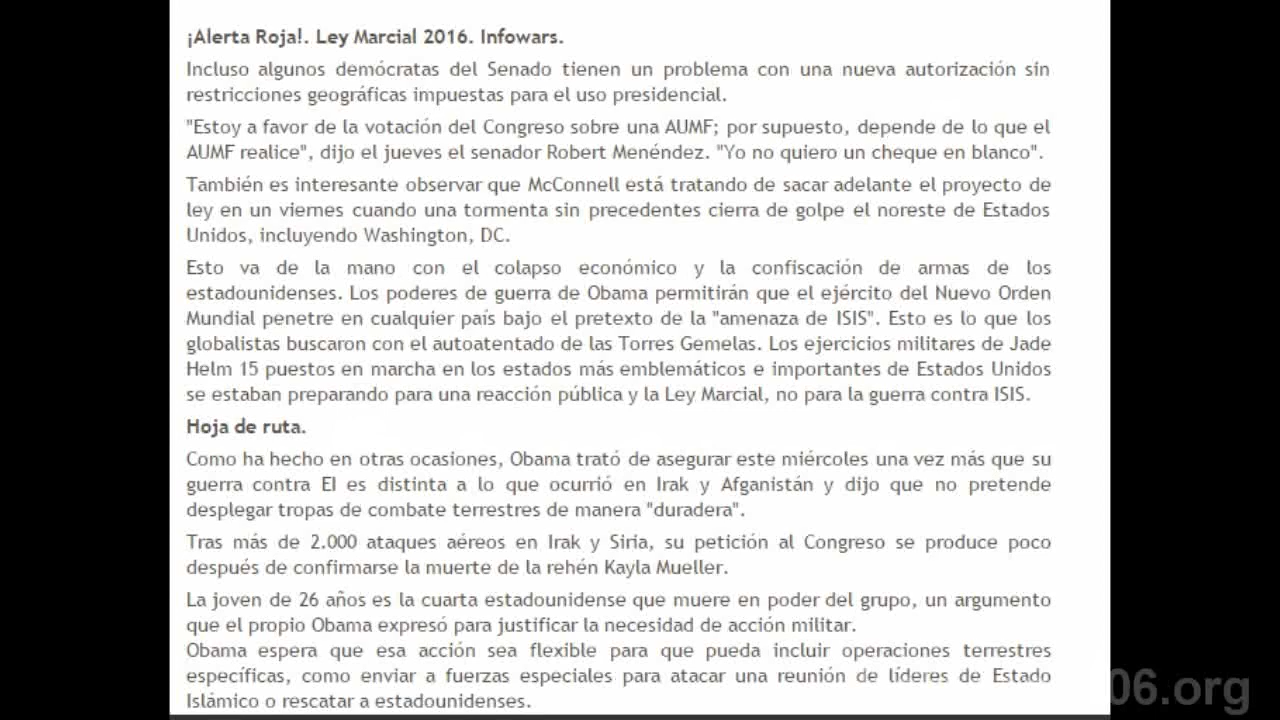 ¡Alerta Roja!. Ley Marcial 2016. Infowars.
Incluso algunos demócratas del Senado tienen un problema con una nueva autorización sin
restricciones geográficas impuestas para el uso presidencial.
"Estoy a favor de la votación del Congreso sobre una AUMF; por supuesto, depende de lo que el
AUMF realice", dijo el jueves el senador Robert Menéndez. "Yo no quiero un cheque en blanco".
También es interesante observar que McConnell está tratando de sacar adelante el proyecto de
ley en un viernes cuando una tormenta sin precedentes cierra de golpe el noreste de Estados
Unidos, incluyendo Washington, DC.
Esto va de la mano con el colapso económico y la confiscación de armas de los
estadounidenses. Los poderes de guerra de Obama permitirán que el ejército del Nuevo Orden
Mundial penetre en cualquier país bajo el pretexto de la "amenaza de ISIS". Esto es lo que los
globalistas buscaron con el autoatentado de las Torres Gemelas. Los ejercicios militares de Jade
Helm 15 puestos en marcha en los estados más emblemáticos e importantes de Estados Unidos
se estaban preparando para una reacción pública y la Ley Marcial, no para la guerra contra ISIS.
Hoja de ruta.
Como ha hecho en otras ocasiones, Obama trató de asegurar este miércoles una vez más que su
guerra contra EI es distinta a lo que ocurrió en Irak y Afganistán y dijo que no pretende
desplegar tropas de combate terrestres de manera "duradera".
Tras más de 2.000 ataques aéreos en Irak y Siria, su petición al Congreso se produce poco
después de confirmarse la muerte de la rehén Kayla Mueller.
La joven de 26 años es la cuarta estadounidense que muere en poder del grupo, un argumento
que el propio Obama expresó para justificar la necesidad de acción militar.
Obama espera que esa acción sea flexible para que pueda incluir operaciones terrestres
específicas, como enviar a fuerzas especiales para atacar una reunión de líderes de Estado
Islámico o rescatar a estadounidenses.
06.org